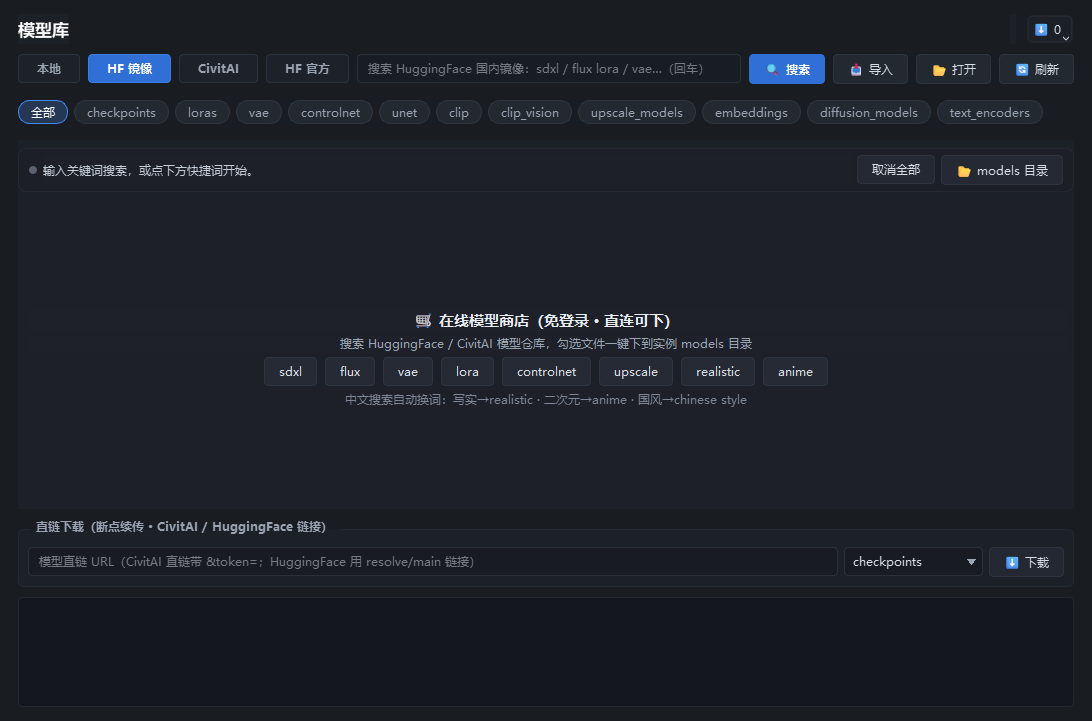 模型库
0
本地 HF 镜像 CivitAI HF 官方 搜索 HuggingFace 国内镜像：sdxl / flux lora / vae...（回车） 搜索 导入 打开 刷新
全部 checkpoints loras vae controlnet unet clip clip_vision upscale_models embeddings diffusion_models text_encoders
输入关键词搜索，或点下方快捷词开始。 取消全部 models 目录
在线模型商店（免登录 · 直连可下）
搜索 HuggingFace / CivitAI 模型仓库，勾选文件一键下到实例 models 目录
sdxl flux vae lora controlnet upscale realistic anime
中文搜索自动换词：写实→realistic · 二次元→anime · 国风→chinese style
直链下载（断点续传 · CivitAI / HuggingFace 链接）
模型直链 URL（CivitAI 直链带 &token=；HuggingFace 用 resolve/main 链接） checkpoints 下载